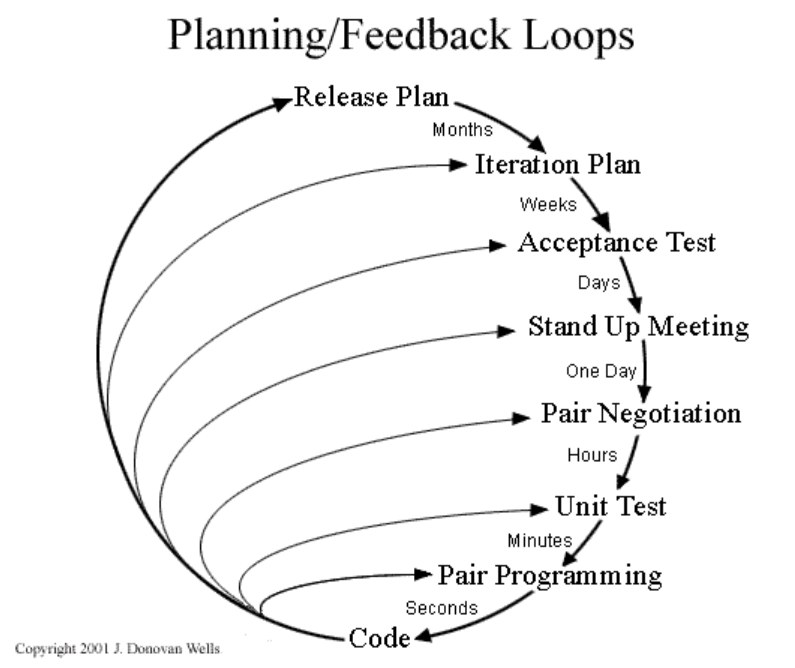 Planning/Feedback Loops
Release Plan
Months
Iteration Plan
Weeks
Acceptance Test
Days
Stand Up Meeting
One Day
Pair Negotiation
Hours
Unit Test
Minutes
Pair Programming
Seconds
Code
Copyright 2001 J. Donovan Wells